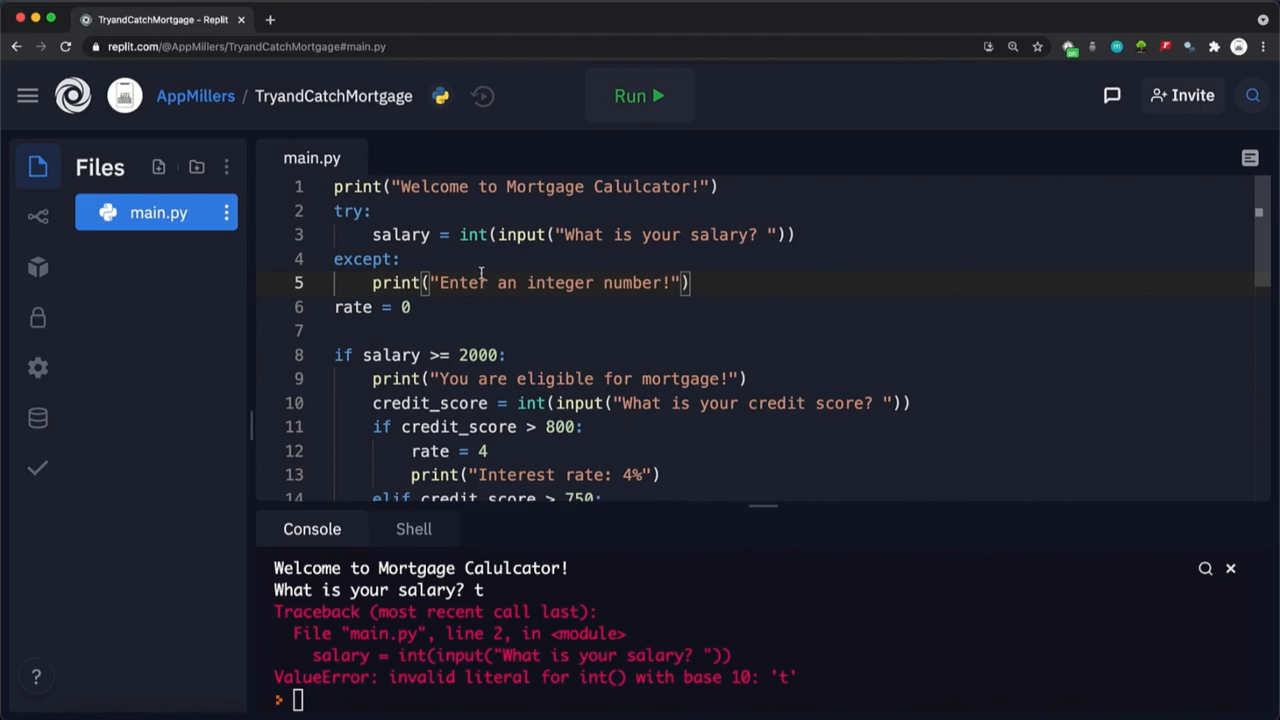 TryandCatchMortgage - Replit
replit.com/@AppMillers/TryandCatchMortgage#main.py
AppMillers / TryandCatchMortgage
Run
Invite
Files
main.py
main.py
1 print("Welcome to Mortgage Calulcator!")
2 try:
3 salary = int(input("What is your salary? "))
4 except:
5 print("Enter an integer number!")
6 rate = 0
7
8 if salary >= 2000:
9 print("You are eligible for mortgage!")
10 credit_score = int(input("What is your credit score? "))
11 if credit_score > 800:
12 rate = 4
13 print("Interest rate: 4%")
14 elif credit_score > 750:
Console Shell
Welcome to Mortgage Calulcator!
What is your salary? t
Traceback (most recent call last):
File "main.py", line 2, in <module>
salary = int(input("What is your salary? "))
ValueError: invalid literal for int() with base 10: 't'